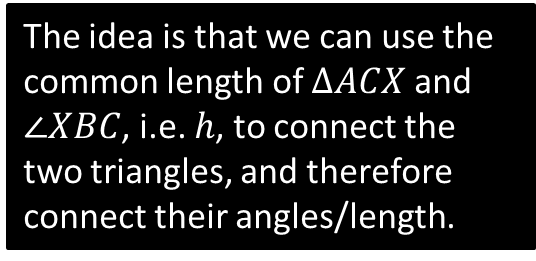 The idea is that we can use the
common length of Δ𝐴𝐶𝑋 and
∠𝑋𝐵𝐶, i.e. ℎ, to connect the
two triangles, and therefore
connect their angles/length.